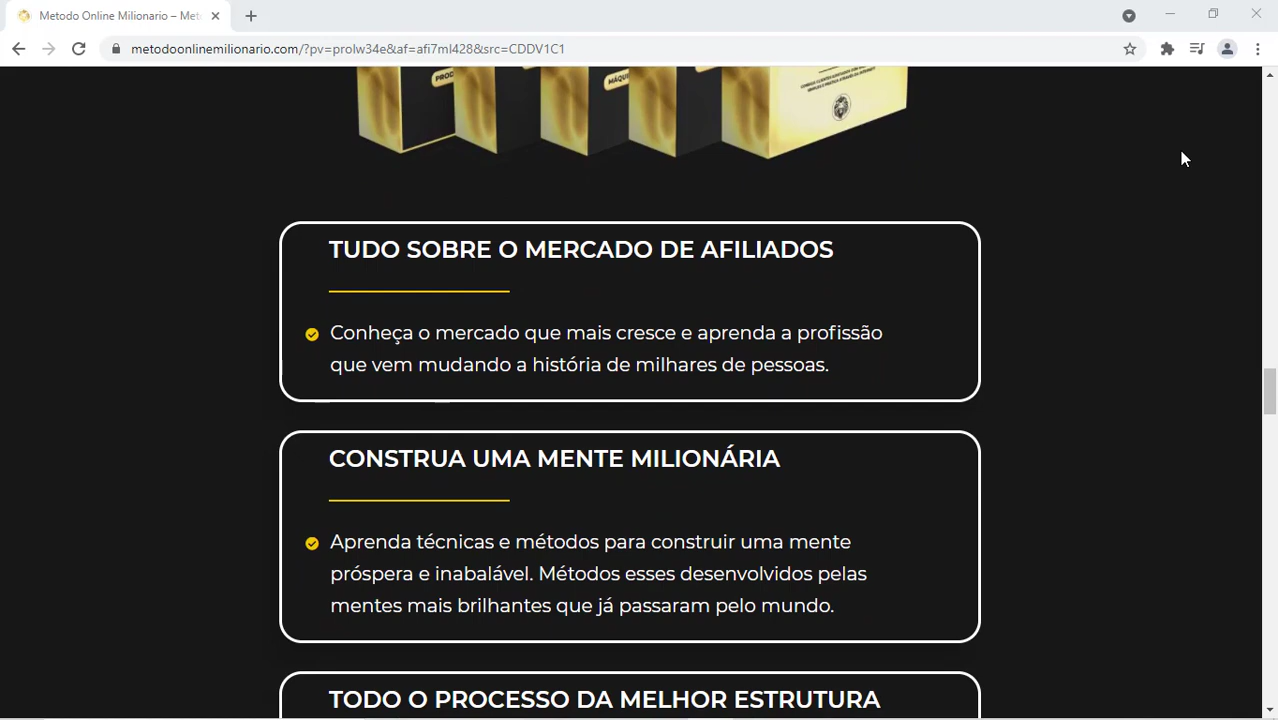 Metodo Online Milionario – Met
metodoonlinemilionario.com/?pv=prolw34e&af=afi7ml428&src=CDDV1C1
PROD
MÁQU
TUDO SOBRE O MERCADO DE AFILIADOS
Conheça o mercado que mais cresce e aprenda a profissão
que vem mudando a história de milhares de pessoas.
CONSTRUA UMA MENTE MILIONÁRIA
Aprenda técnicas e métodos para construir uma mente
próspera e inabalável. Métodos esses desenvolvidos pelas
mentes mais brilhantes que já passaram pelo mundo.
TODO O PROCESSO DA MELHOR ESTRUTURA